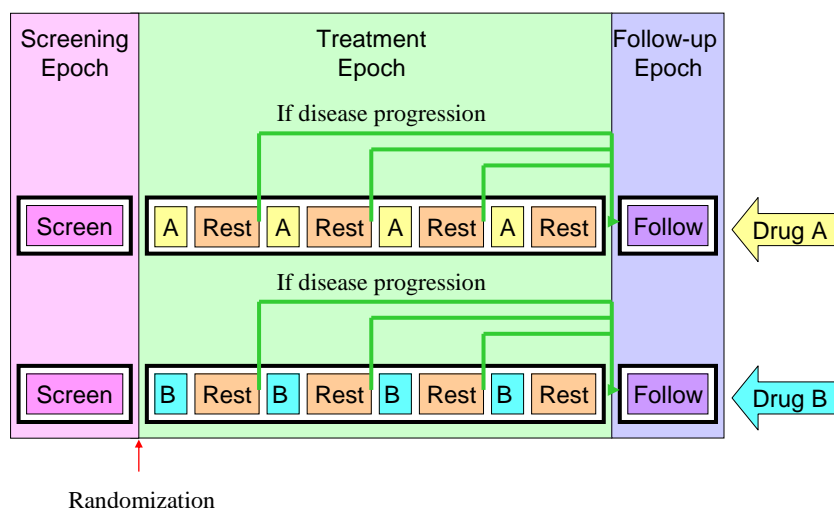 Screening
Epoch
Treatment
Epoch
Follow-up
Epoch
If disease progression
Screen
A Rest A Rest A Rest A Rest
Follow
Drug A
If disease progression
Screen
B Rest B Rest B Rest B Rest
Follow
Drug B
Randomization